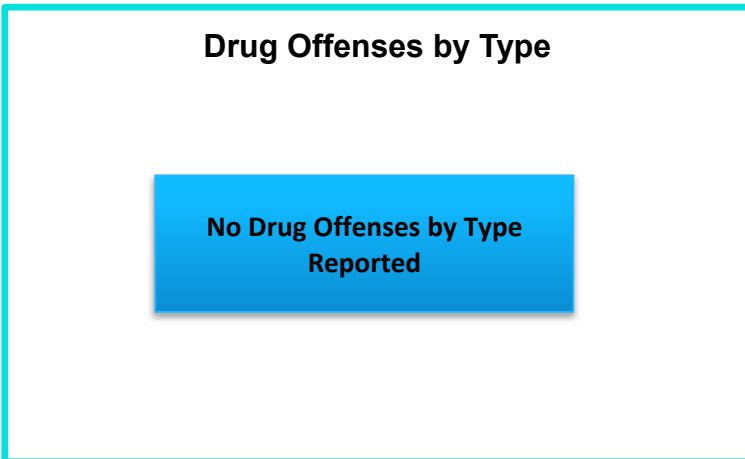 Drug Offenses by Type
No Drug Offenses by Type
Reported